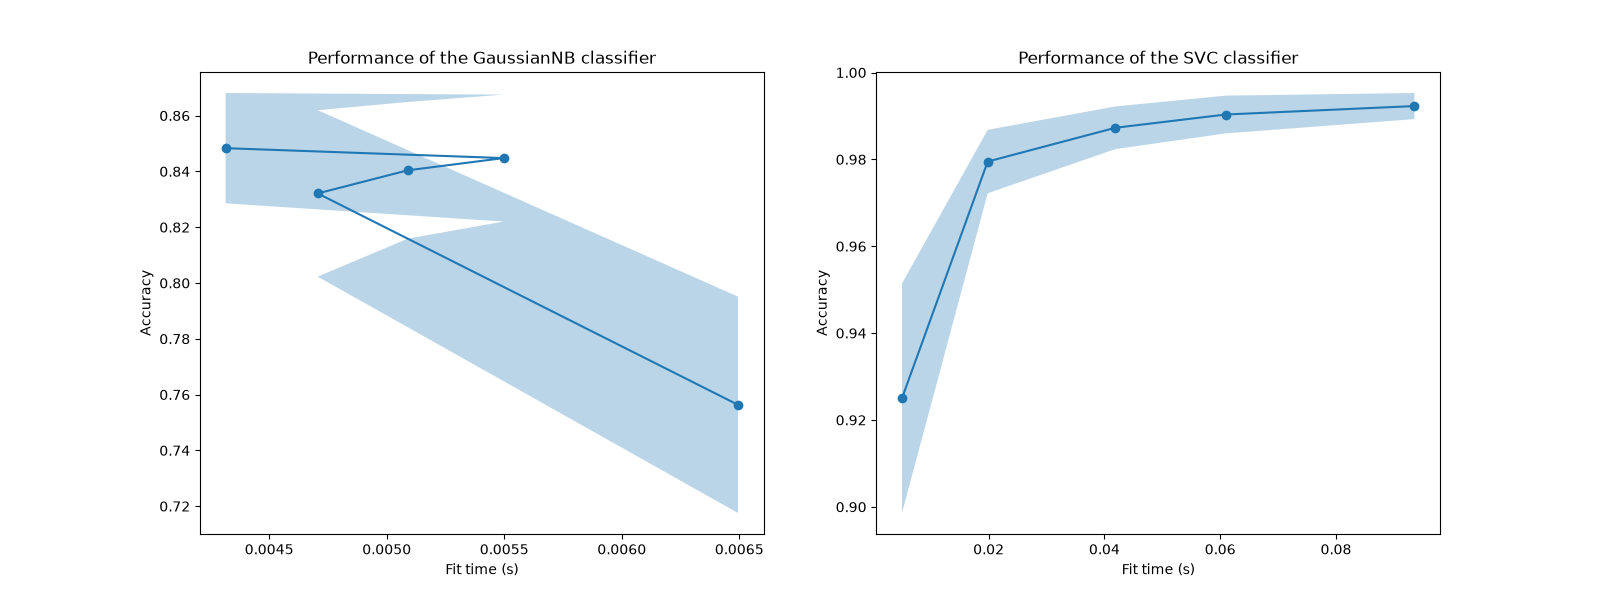 Performance of the GaussianNB classifier
Accuracy
0.86
0.84
0.82
0.80
0.78
0.76
0.74
0.72
0.0045 0.0050 0.0055 0.0060 0.0065
Fit time (s)
Performance of the SVC classifier
Accuracy
1.00
0.98
0.96
0.94
0.92
0.90
0.02 0.04 0.06 0.08
Fit time (s)